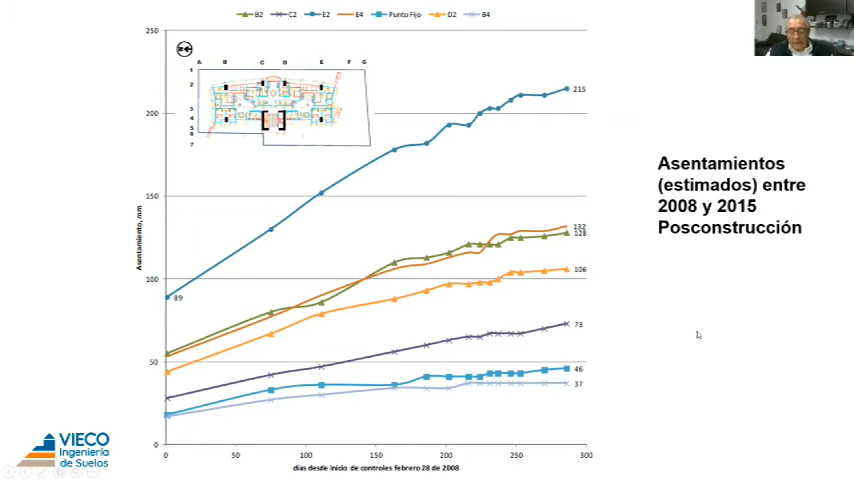 B2 C2 E2 E4 Punto Fijo D2 B4
250
200
150
100
50
0
Asentamiento, mm
A B C D E F G
1
2
3
4
5
6
7
215
132
128
106
89
73
46
37
0 50 100 150 200 250 300
días desde inicio de controles febrero 28 de 2008
Asentamientos
(estimados) entre
2008 y 2015
Posconstrucción
VIECO
Ingeniería
de Suelos